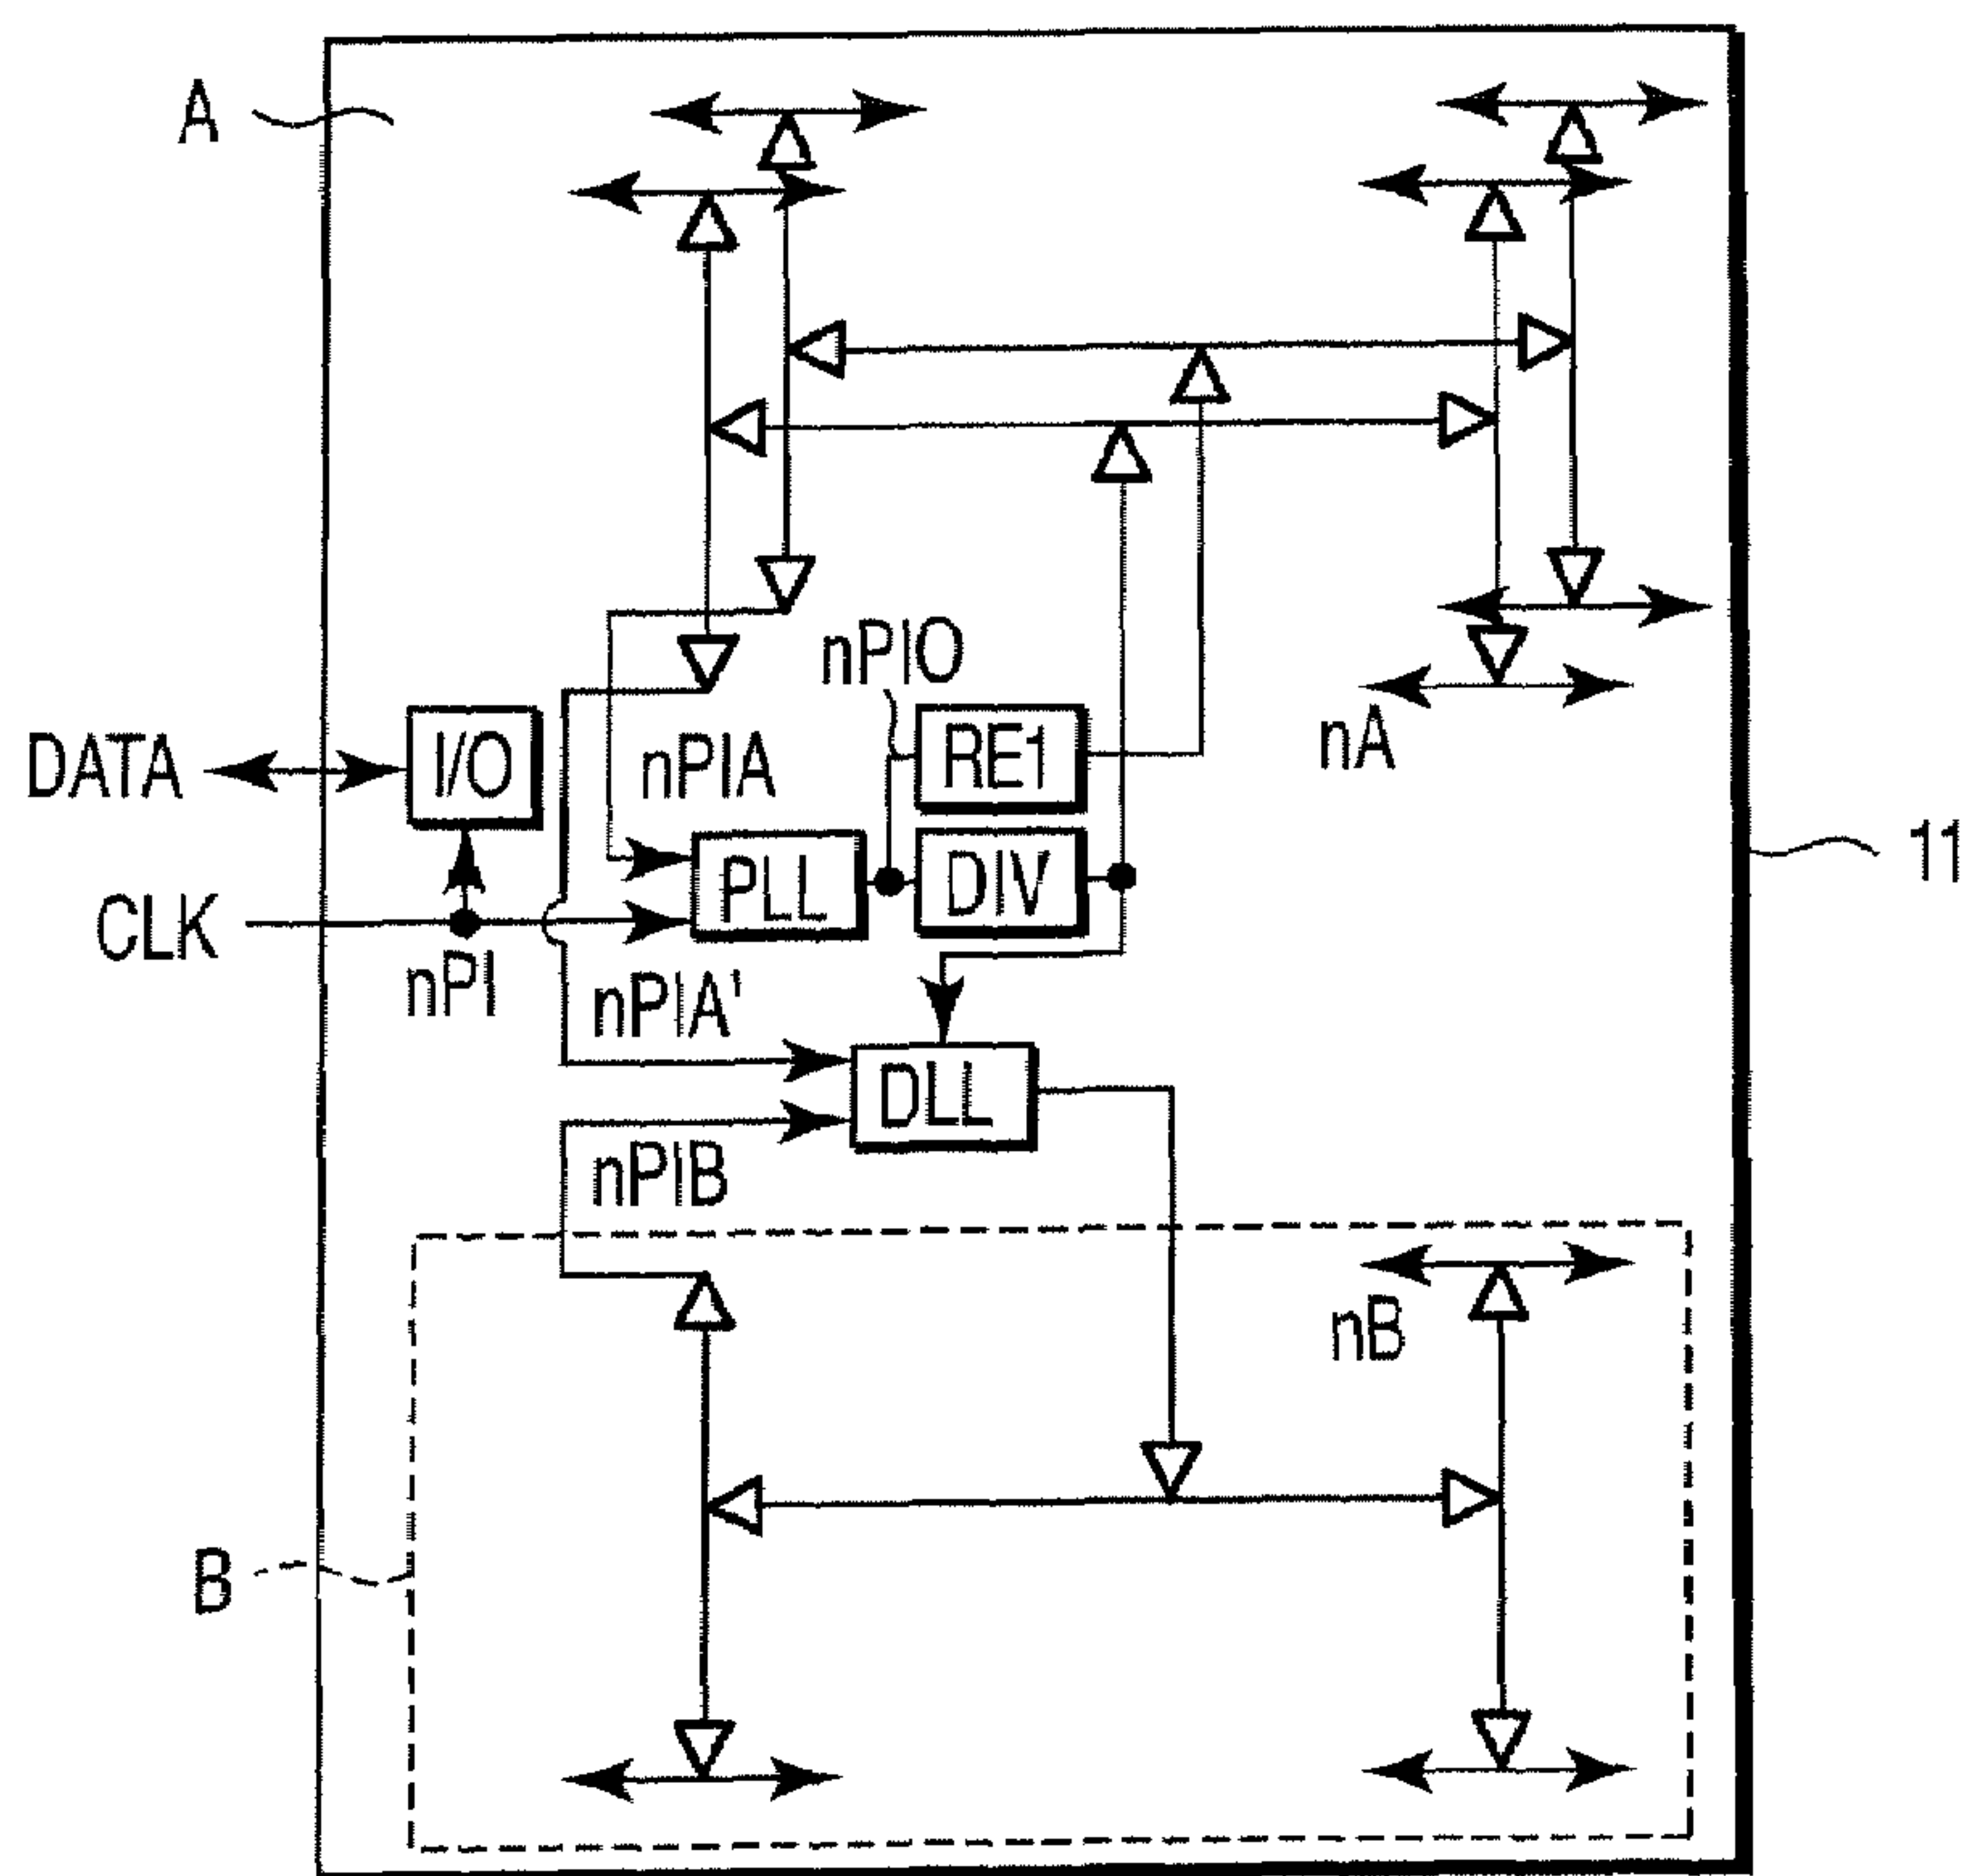 A
nPIO
DATA
I/O
nPIA
RE1
nA
11
CLK
PLL
DIV
nPI
nPIA'
DLL
nPIB
nB
B